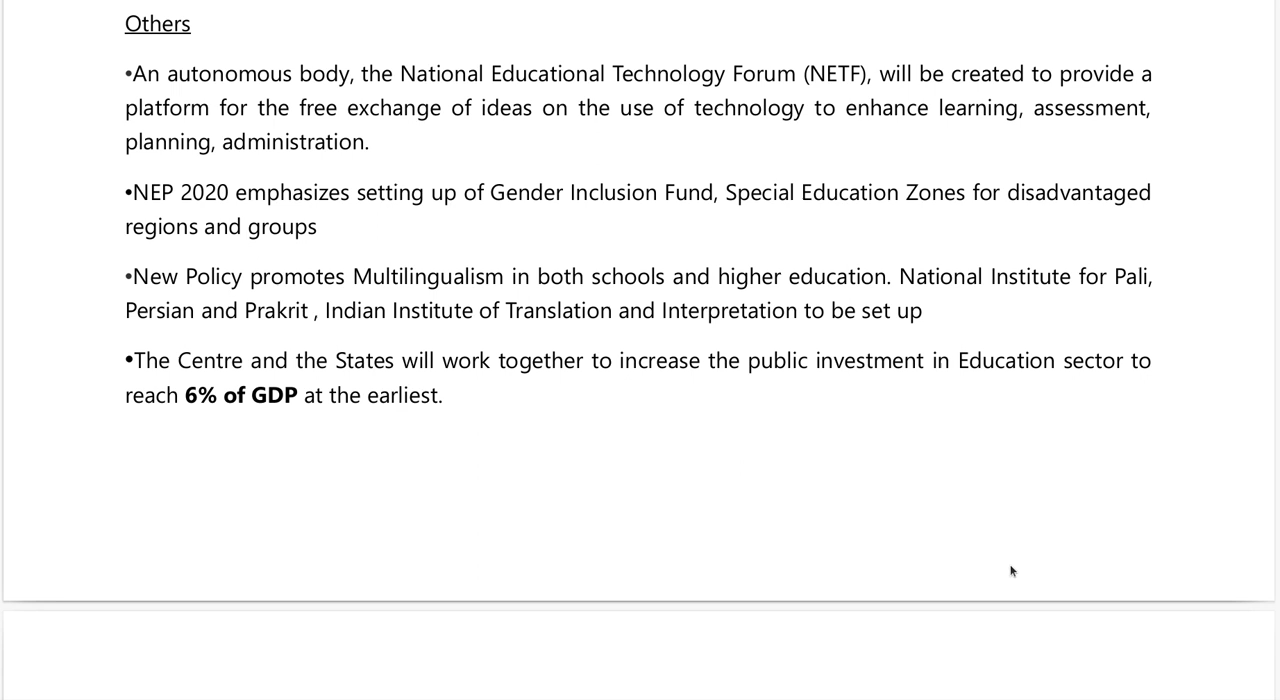 Others
•An autonomous body, the National Educational Technology Forum (NETF), will be created to provide a
platform for the free exchange of ideas on the use of technology to enhance learning, assessment,
planning, administration.
•NEP 2020 emphasizes setting up of Gender Inclusion Fund, Special Education Zones for disadvantaged
regions and groups
•New Policy promotes Multilingualism in both schools and higher education. National Institute for Pali,
Persian and Prakrit , Indian Institute of Translation and Interpretation to be set up
•The Centre and the States will work together to increase the public investment in Education sector to
reach 6% of GDP at the earliest.